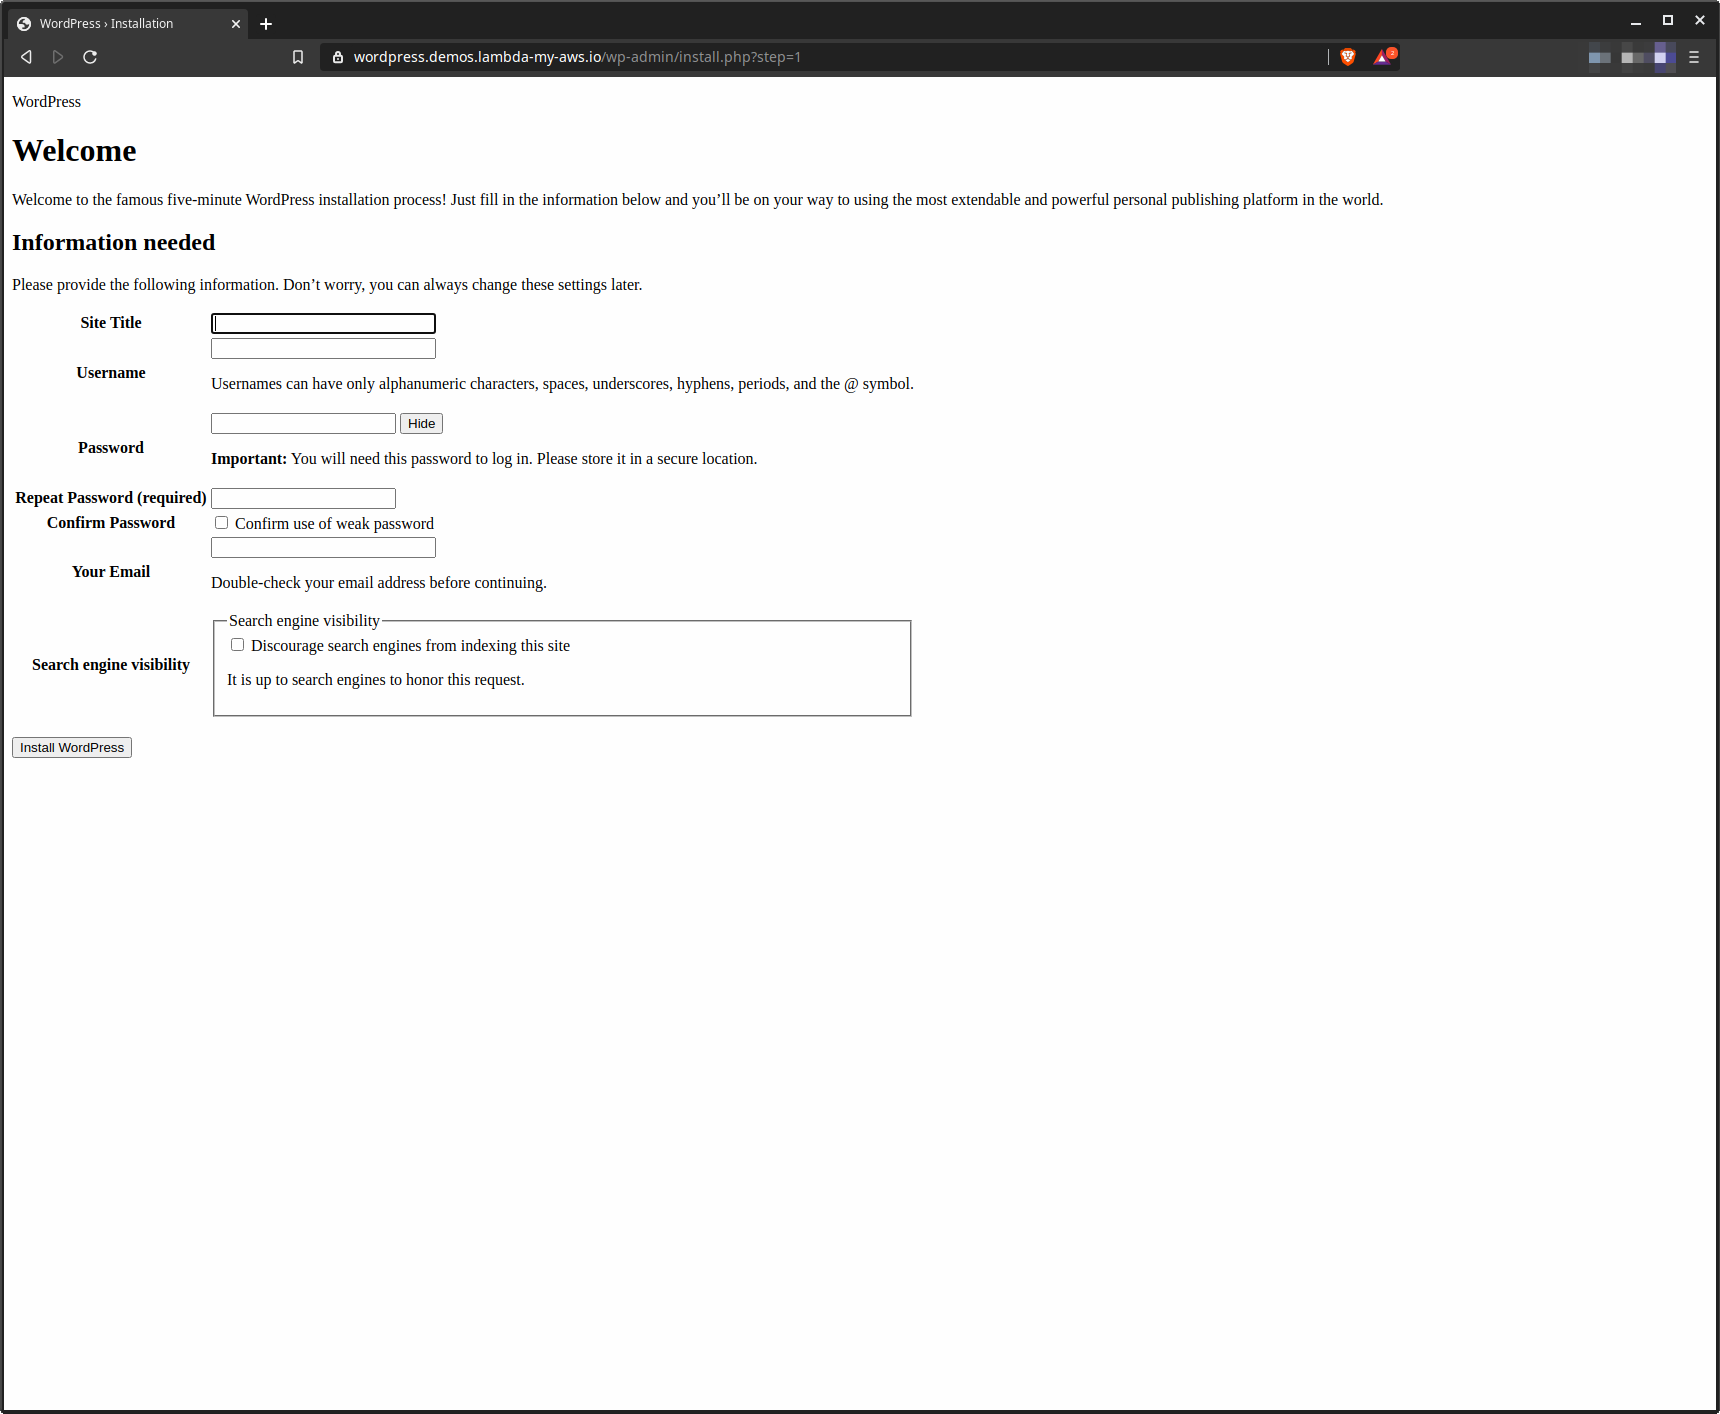 WordPress › Installation
wordpress.demos.lambda-my-aws.io/wp-admin/install.php?step=1
2
WordPress
Welcome
Welcome to the famous five-minute WordPress installation process! Just fill in the information below and you’ll be on your way to using the most extendable and powerful personal publishing platform in the world.
Information needed
Please provide the following information. Don’t worry, you can always change these settings later.
Site Title
Username
Usernames can have only alphanumeric characters, spaces, underscores, hyphens, periods, and the @ symbol.
Hide
Password
Important: You will need this password to log in. Please store it in a secure location.
Repeat Password (required)
Confirm Password Confirm use of weak password
Your Email
Double-check your email address before continuing.
Search engine visibility
Discourage search engines from indexing this site
Search engine visibility
It is up to search engines to honor this request.
Install WordPress